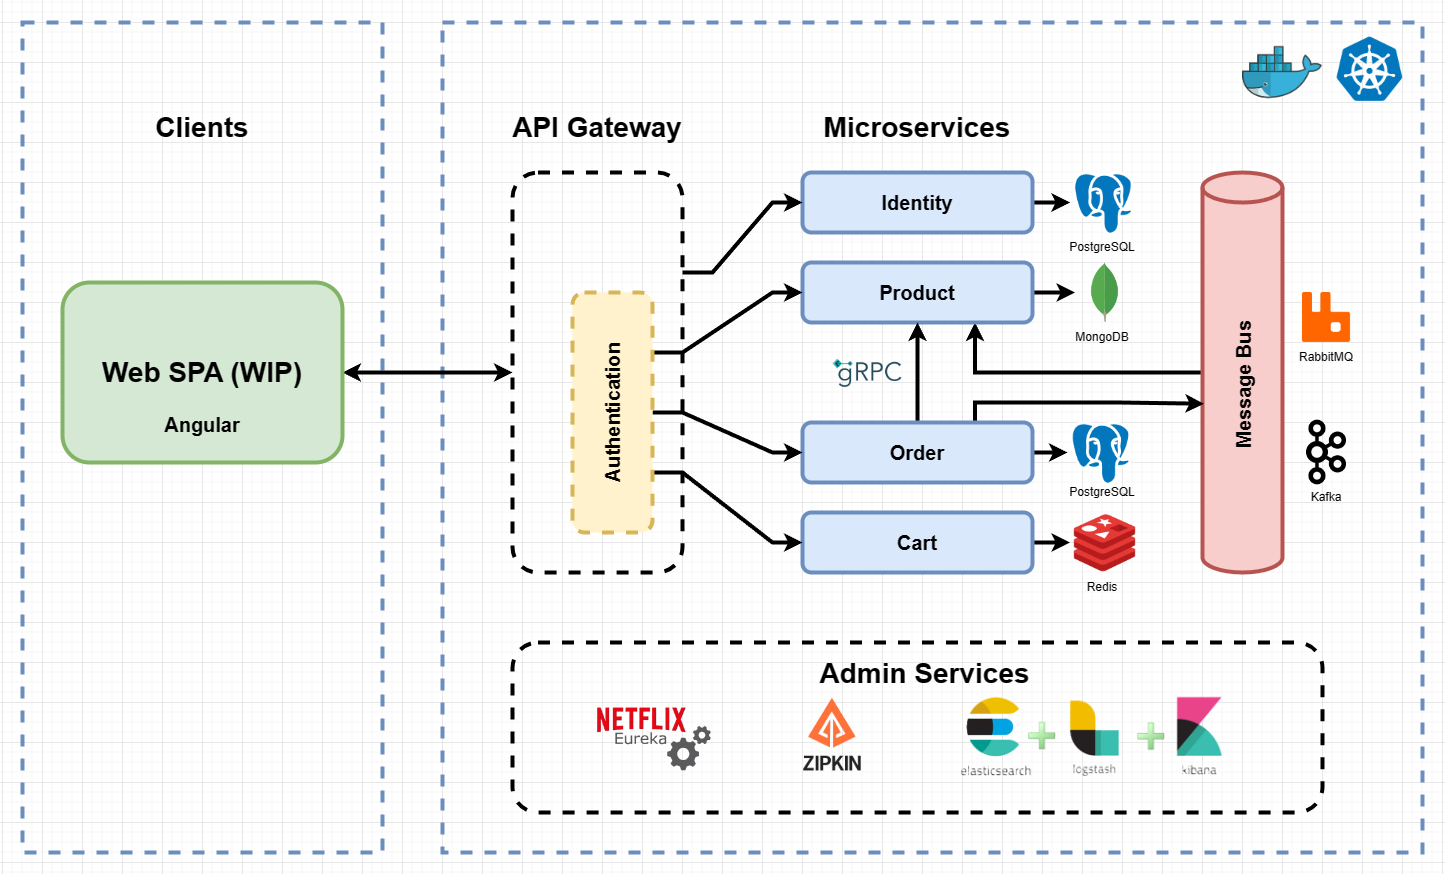 Clients
API Gateway
Microservices
Web SPA (WIP)
Angular
Authentication
Identity
PostgreSQL
Product
MongoDB
gRPC
Order
PostgreSQL
Cart
Redis
Message Bus
RabbitMQ
Kafka
Admin Services
NETFLIX
Eureka
ZIPKIN
elasticsearch
logstash
kibana